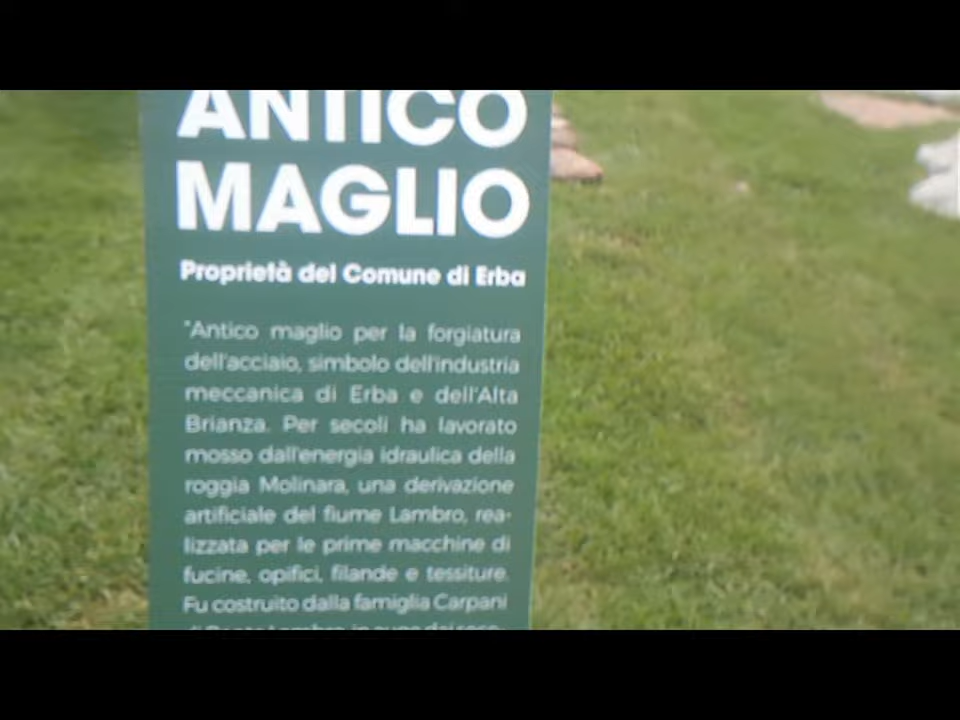 ANTICO
MAGLIO
Proprietà del Comune di Erba
"Antico maglio per la forgiatura
dell'acciaio, simbolo dell'industria
meccanica di Erba e dell'Alta
Brianza. Per secoli ha lavorato
mosso dall'energia idraulica della
roggia Molinara, una derivazione
artificiale del fiume Lambro, rea-
lizzata per le prime macchine di
fucine, opifici, filande e tessiture.
Fu costruito dalla famiglia Carpani